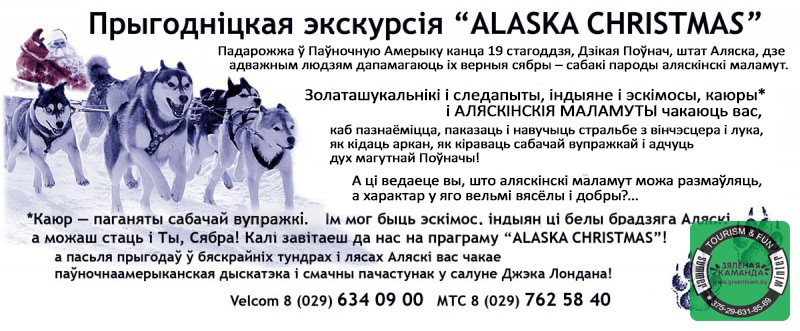 Прыгодніцкая экскурсія “ALASKA CHRISTMAS”
Падарожжа ў Паўночную Амерыку канца 19 стагоддзя, Дзікая Поўнач, штат Аляска, дзе
адважным людзям дапамагаюць іх верныя сябры – сабакі пароды аляскінскі маламут.
Золаташукальнікі і следапыты, індыяне і эскімосы, каюры*
і АЛЯСКІНСКІЯ МАЛАМУТЫ чакаюць вас,
каб пазнаёміцца, паказаць і навучыць стральбе з вінчэсцера і лука,
як кідаць аркан, як кіраваць сабачай вупражкай і адчуць
дух магутнай Поўначы!
А ці ведаеце вы, што аляскінскі маламут можа размаўляць,
а характар у яго вельмі вясёлы і добры?...
*Каюр — паганяты сабачай вупражкі. Ім мог быць эскімос, індыян ці белы брадзяга Аляскі,
а можаш стаць і Ты, Сябра! Калі завітаеш да нас на праграму “ALASKA CHRISTMAS”!
а пасьля прыгодаў ў бяскрайніх тундрах і лясах Аляскі вас чакае
паўночнаамерыканская дыскатэка і смачны пачастунак у салуне Джэка Лондана!
Velcom 8 (029) 634 09 00 МТС 8 (029) 762 58 40
TOURISM & FUN
summer
winter
ЗЯЛЁНАЯ
КАМАНДА
www.greenteam.by
375-29-631-85-69